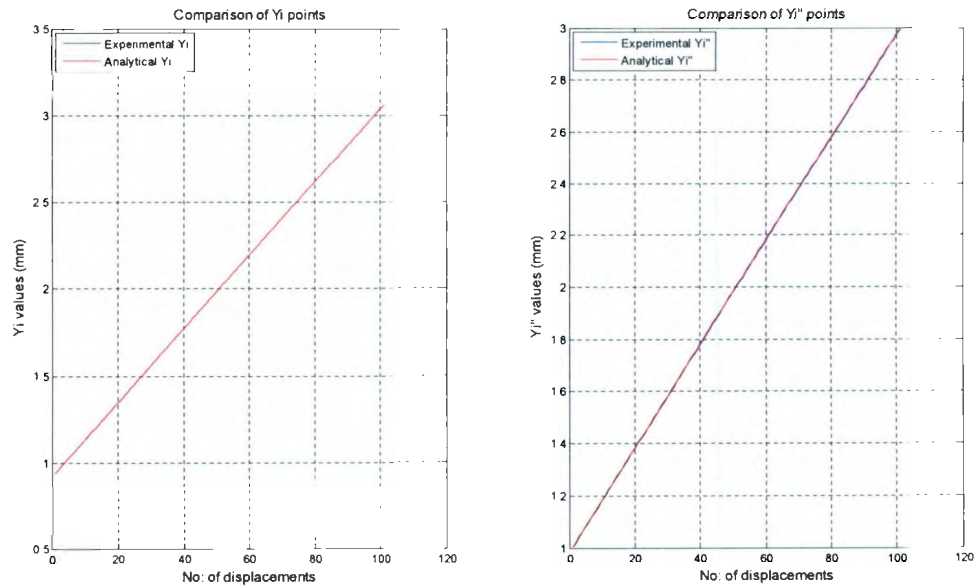 Comparison of Yi points
Experimental Yi
Analytical Yi
3 5
3
2 5
2
1 5
1
0 5
Yi values (mm)
0 20 40 60 80 100 120
No: of displacements
Comparison of Yi" points
Experimental Yi"
Analytical Yi"
3
2 8
2 6
2 4
2 2
2
1 8
1 6
1 4
1 2
1
Yi" values (mm)
0 20 40 60 80 100 120
No: of displacements